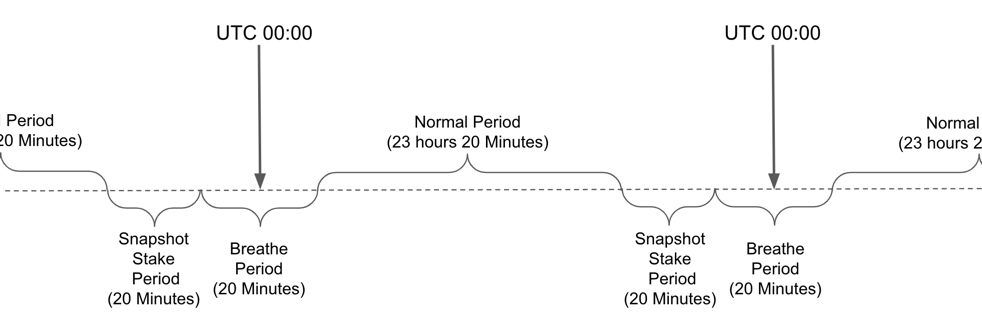 UTC 00:00
UTC 00:00
Period
20 Minutes)
Normal Period
(23 hours 20 Minutes)
Normal
(23 hours 2
Snapshot
Stake
Period
(20 Minutes)
Breathe
Period
(20 Minutes)
Snapshot
Stake
Period
(20 Minutes)
Breathe
Period
(20 Minutes)